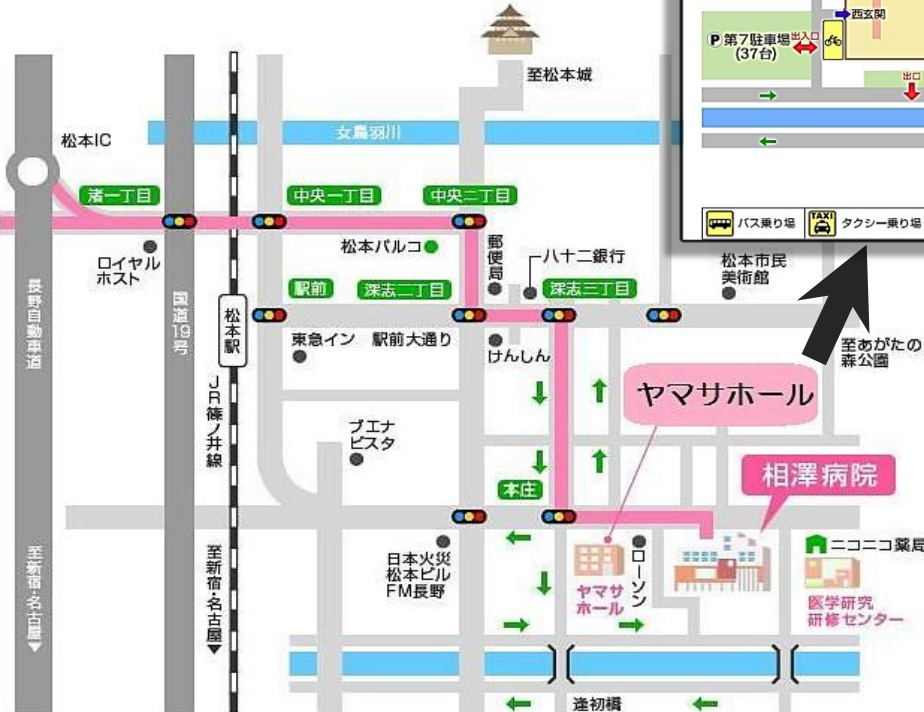 西玄関
P 第7駐車場
(37台)
出入口
出口
バス乗り場
TAXI
タクシー乗り場
至松本城
女鳥羽川
松本IC
渚一丁目
中央一丁目
中央二丁目
ロイヤル
ホスト
松本パルコ
郵便局
八十二銀行
松本市民
美術館
駅前
深志二丁目
深志三丁目
長野自動車道
国道19号
松本駅
東急イン
駅前大通り
けんしん
至あがたの
森公園
JR篠ノ井線
ヤマサホール
ブエナ
ビスタ
相澤病院
本庄
日本火災
松本ビル
FM長野
ヤマサ
ホール
ローソン
ニコニコ薬局
医学研究
研修センター
至新宿・名古屋
至新宿・名古屋
逢初橋